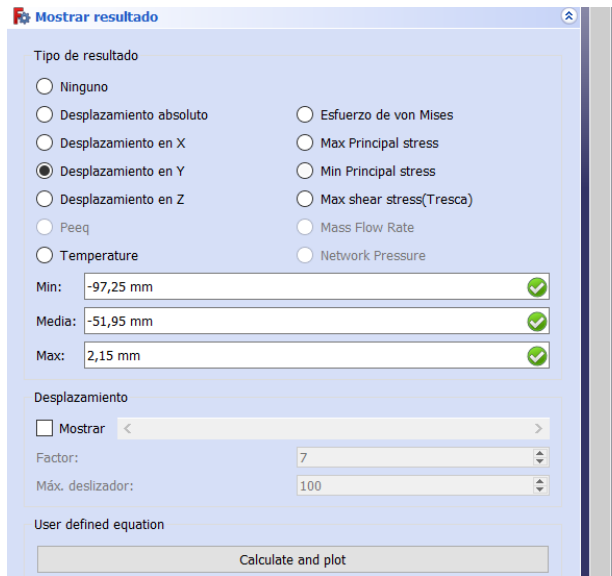 Mostrar resultado
Tipo de resultado
Ninguno
Desplazamiento absoluto Esfuerzo de von Mises
Desplazamiento en X Max Principal stress
Desplazamiento en Y Min Principal stress
Desplazamiento en Z Max shear stress(Tresca)
Peeq Mass Flow Rate
Temperature Network Pressure
Min: -97,25 mm
Media: -51,95 mm
Max: 2,15 mm
Desplazamiento
Mostrar
Factor: 7
Máx. deslizador: 100
User defined equation
Calculate and plot